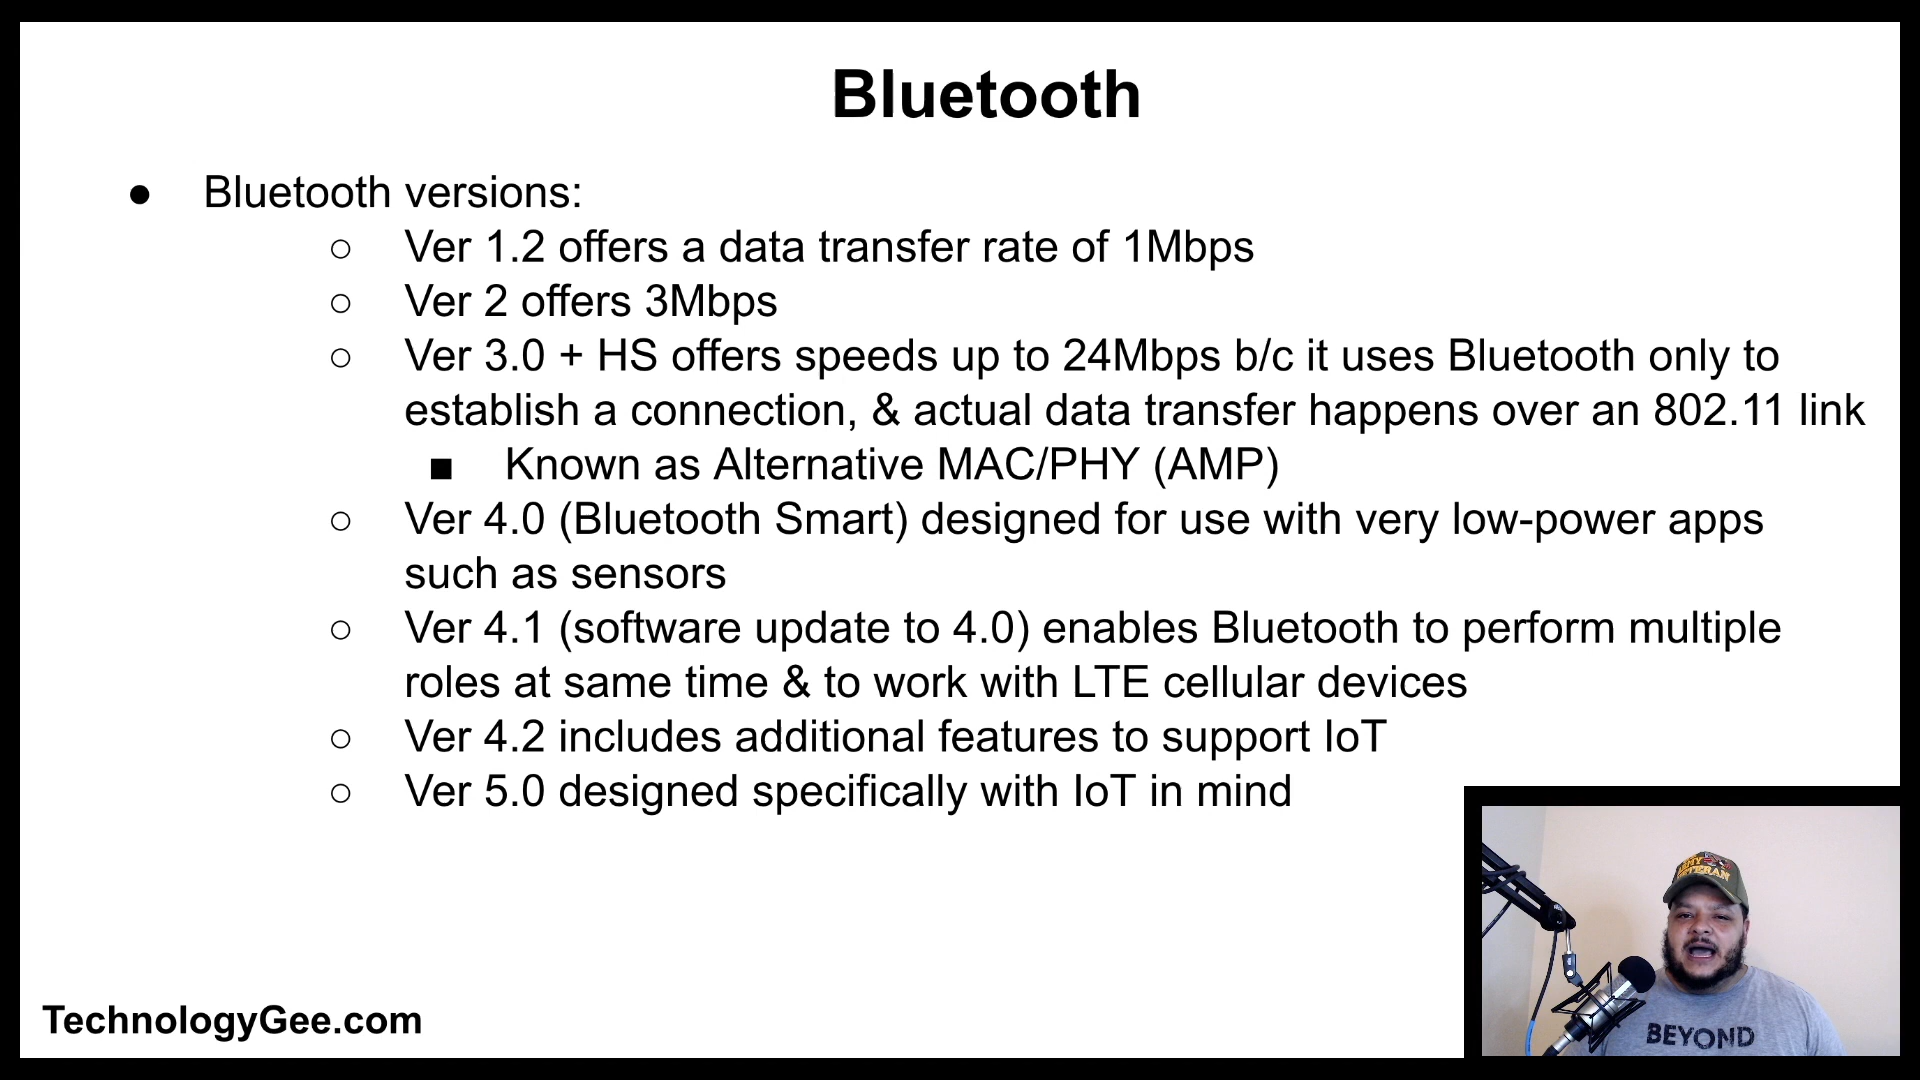 Bluetooth
● Bluetooth versions:
○ Ver 1.2 offers a data transfer rate of 1Mbps
○ Ver 2 offers 3Mbps
○ Ver 3.0 + HS offers speeds up to 24Mbps b/c it uses Bluetooth only to
establish a connection, & actual data transfer happens over an 802.11 link
■ Known as Alternative MAC/PHY (AMP)
○ Ver 4.0 (Bluetooth Smart) designed for use with very low-power apps
such as sensors
○ Ver 4.1 (software update to 4.0) enables Bluetooth to perform multiple
roles at same time & to work with LTE cellular devices
○ Ver 4.2 includes additional features to support IoT
○ Ver 5.0 designed specifically with IoT in mind
ARMY
VETERAN
BEYOND
TechnologyGee.com